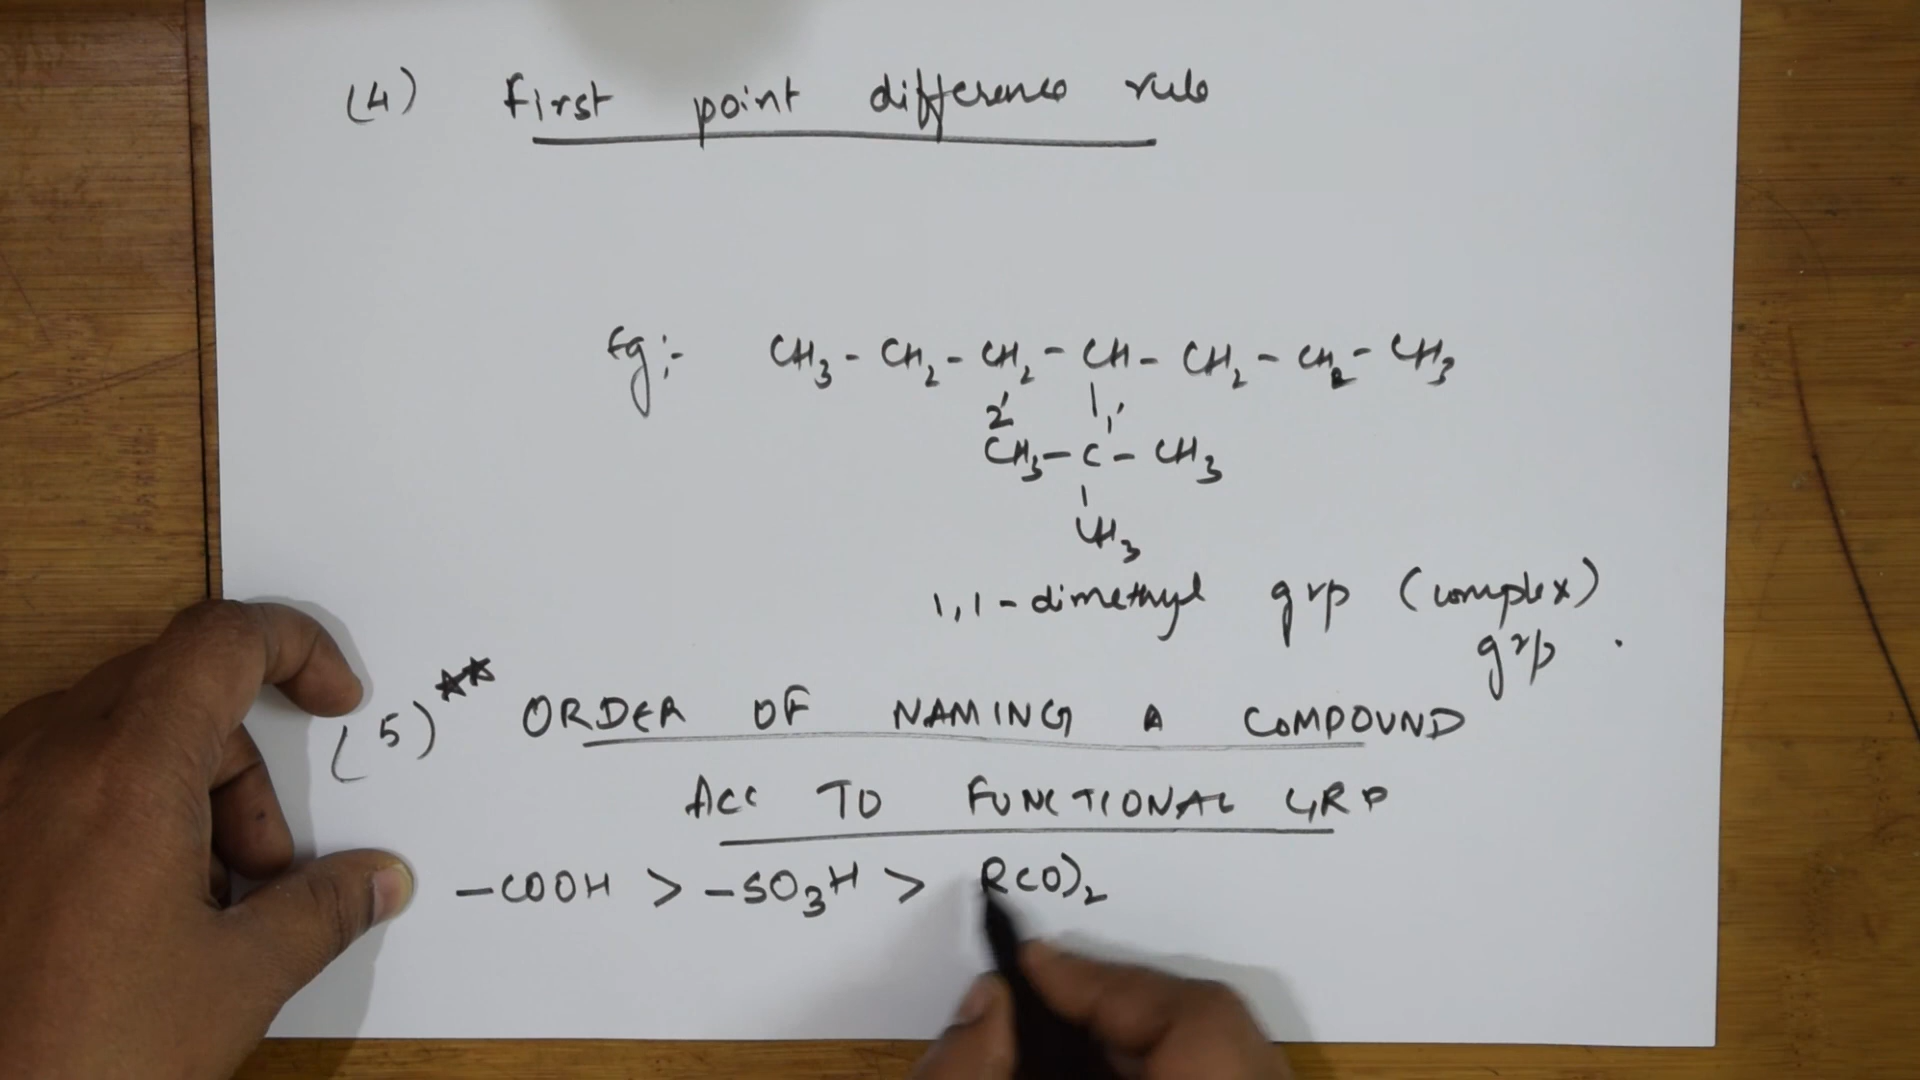 (4) First point difference rule
Eg:- CH3 - CH2 - CH2 - CH - CH2 - CH2 - CH3
2' | 1'
CH3 - C - CH3
|
CH3
1,1 - dimethyl grp (complex)
grp .
(5) ** ORDER OF NAMING A COMPOUND
ACC TO FUNCTIONAL GRP
-COOH > -SO3H > R(CO)2